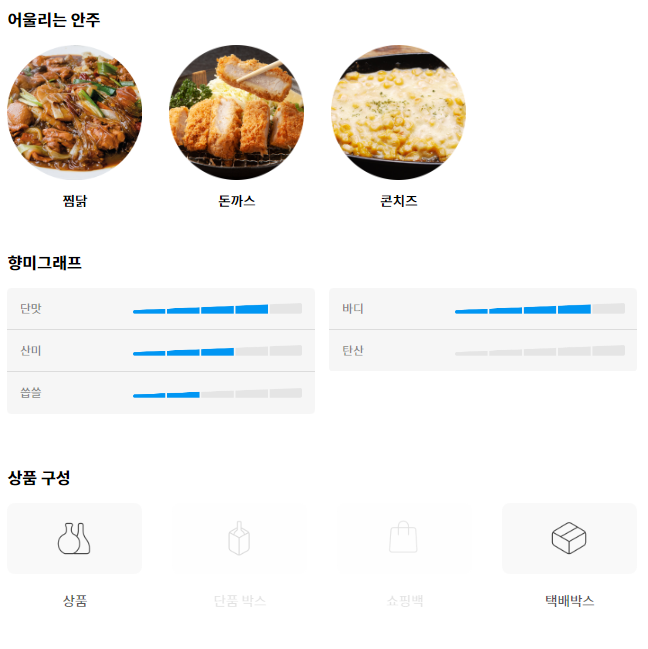 어울리는 안주
찜닭 돈까스 콘치즈
향미그래프
단맛 바디
산미 탄산
씁쓸
상품 구성
상품 단품 박스 쇼핑백 택배박스